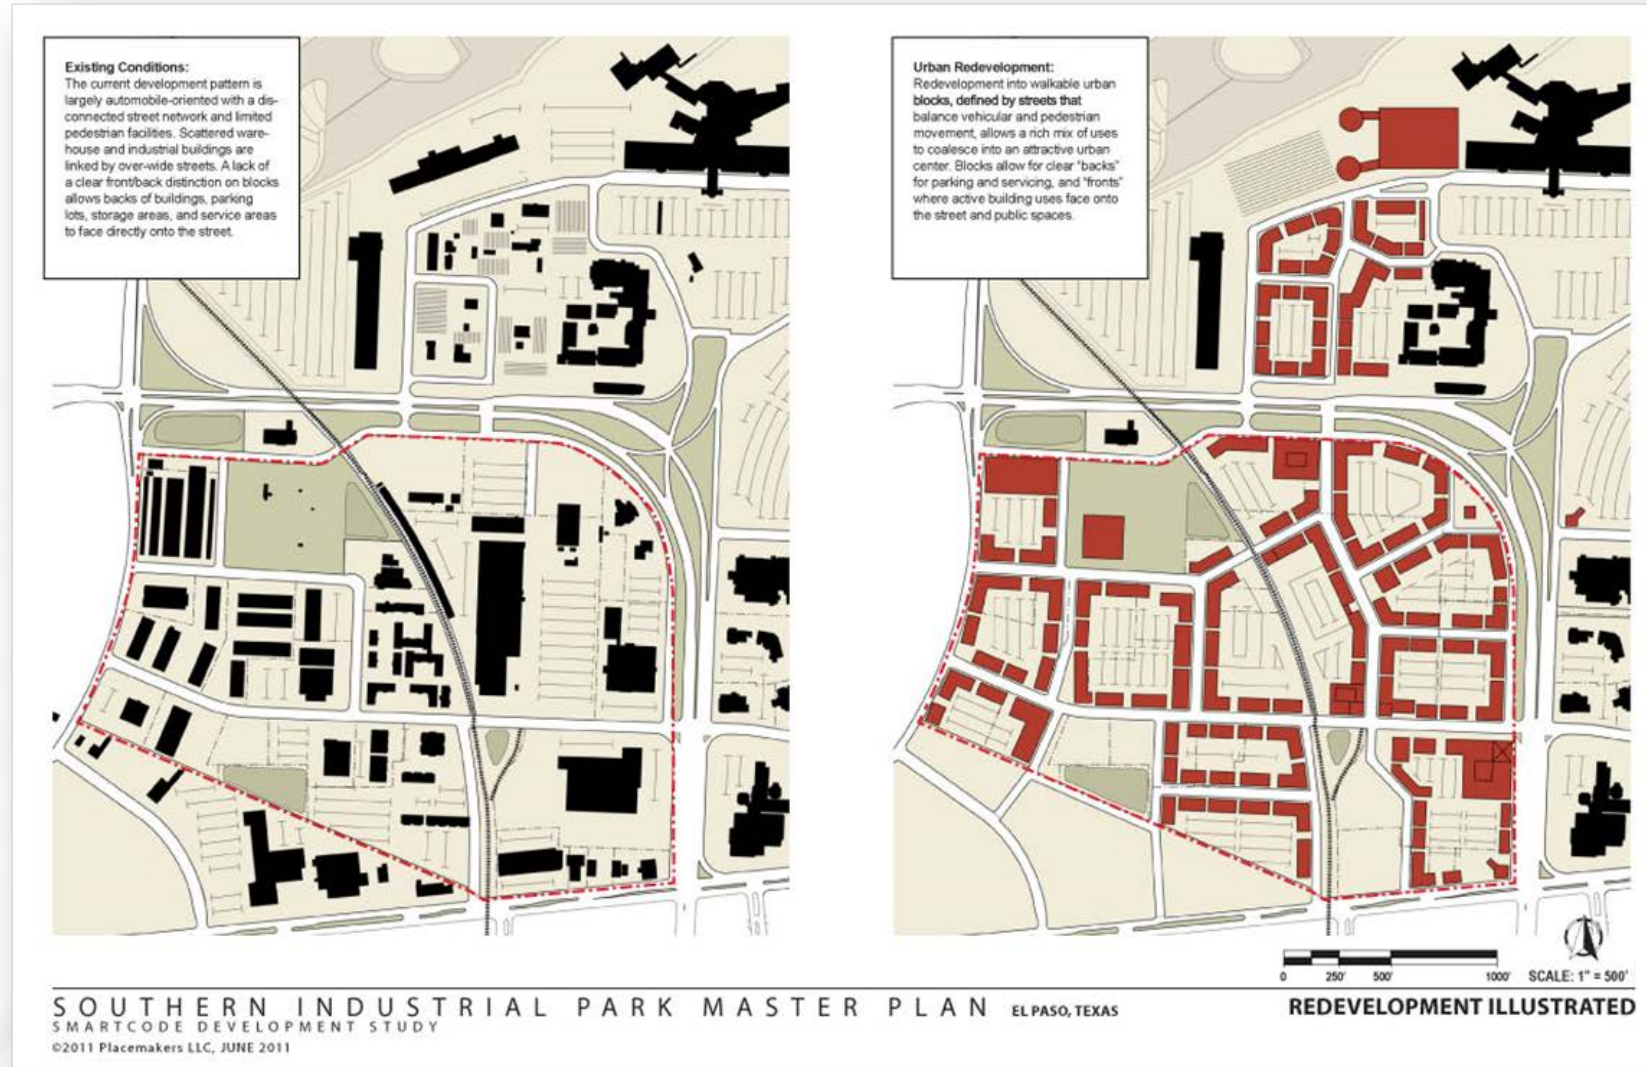 Existing Conditions:
The current development pattern is
largely automobile-oriented with a dis-
connected street network and limited
pedestrian facilities. Scattered ware-
house and industrial buildings are
linked by over-wide streets. A lack of
a clear front/back distinction on blocks
allows backs of buildings, parking
lots, storage areas, and service areas
to face directly onto the street.
Urban Redevelopment:
Redevelopment into walkable urban
blocks, defined by streets that
balance vehicular and pedestrian
movement, allows a rich mix of uses
to coalesce into an attractive urban
center. Blocks allow for clear "backs"
for parking and servicing, and "fronts"
where active building uses face onto
the street and public spaces.
0 250' 500' 1000' SCALE: 1" = 500'
SOUTHERN INDUSTRIAL PARK MASTER PLAN EL PASO, TEXAS
REDEVELOPMENT ILLUSTRATED
SMARTCODE DEVELOPMENT STUDY
©2011 Placemakers LLC, JUNE 2011